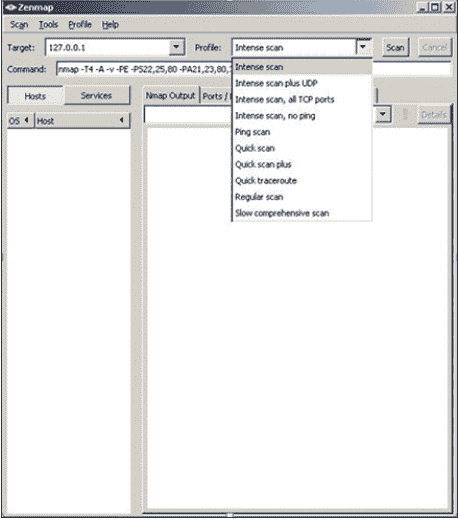 Zenmap
Scan Tools Profile Help
Target: 127.0.0.1 Profile: Intense scan Scan Cancel
Command: nmap -T4 -A -v -PE -PS22,25,80 -PA21,23,80,
Hosts Services Nmap Output Ports /
OS Host Details
Intense scan
Intense scan plus UDP
Intense scan, all TCP ports
Intense scan, no ping
Ping scan
Quick scan
Quick scan plus
Quick traceroute
Regular scan
Slow comprehensive scan